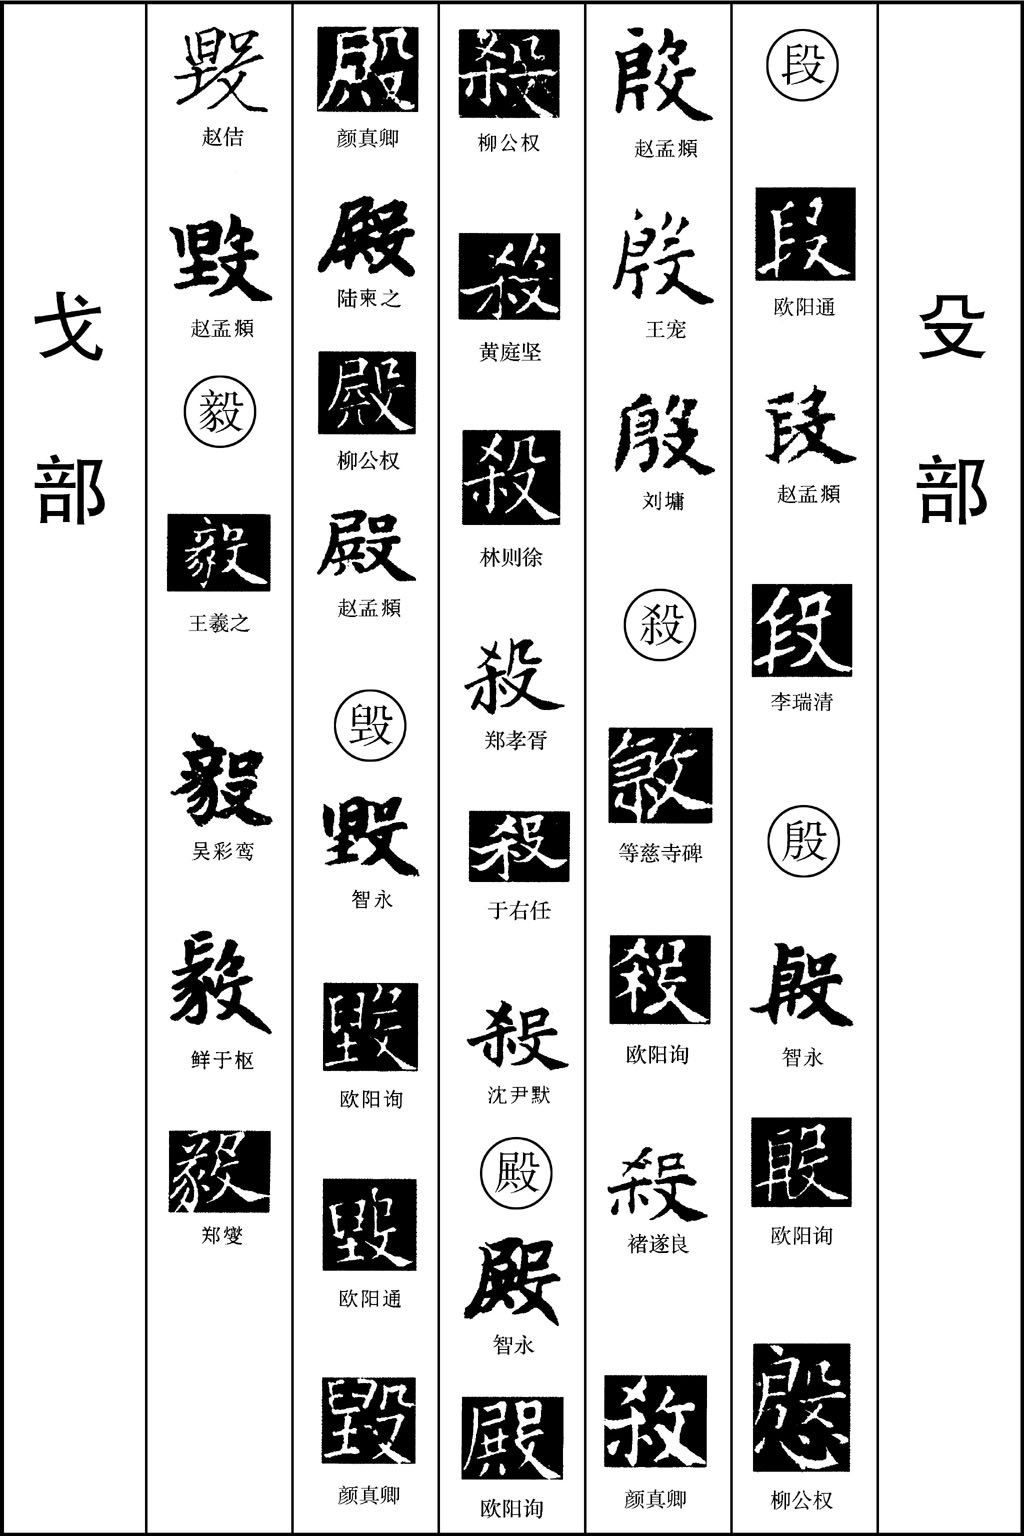 殳部
段
段
欧阳通
段
赵孟頫
段
李瑞清
殷
殷
智永
殷
欧阳询
慇
柳公权
殷
赵孟頫
殷
王宠
殷
刘墉
殺
等慈寺碑
殺
欧阳询
殺
褚遂良
殺
颜真卿
殺
柳公权
殺
黄庭坚
殺
林则徐
殺
郑孝胥
殺
于右任
殺
沈尹默
殿
殿
智永
殿
欧阳询
殿
颜真卿
殿
陆柬之
殿
柳公权
殿
赵孟頫
毁
毁
智永
毁
欧阳询
毁
欧阳通
毁
颜真卿
毁
赵佶
毁
赵孟頫
毅
毅
王羲之
毅
吴彩鸾
毅
鲜于枢
毅
郑燮
戈部